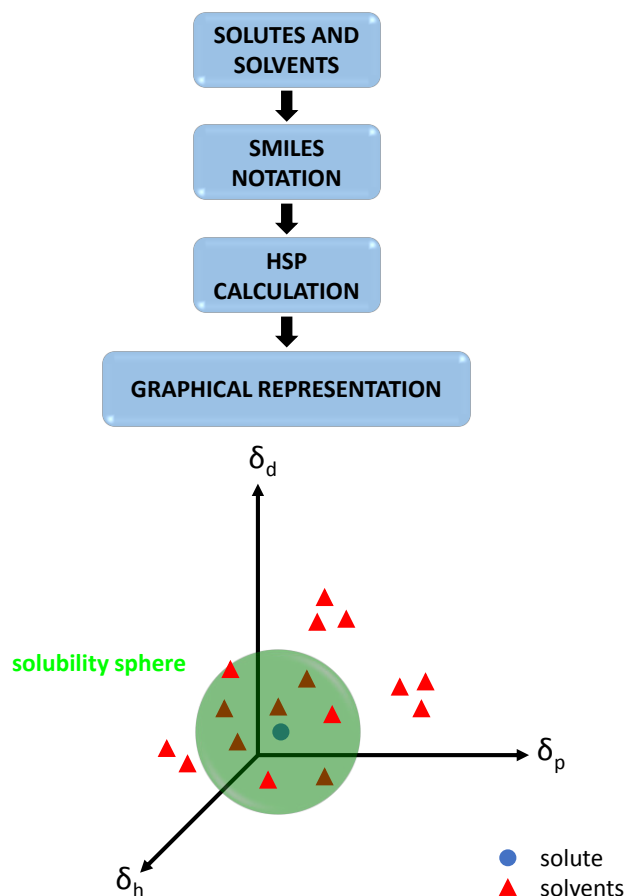 SOLUTES AND
SOLVENTS
SMILES
NOTATION
HSP
CALCULATION
GRAPHICAL REPRESENTATION
δd
solubility sphere
δp
δh
solute
solvents